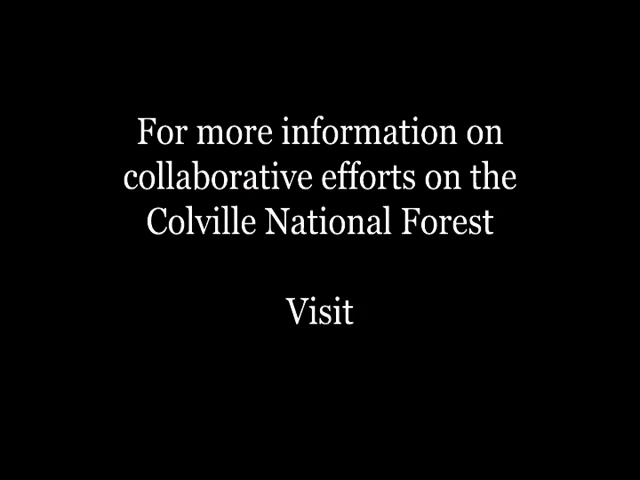 For more information on
collaborative efforts on the
Colville National Forest
Visit